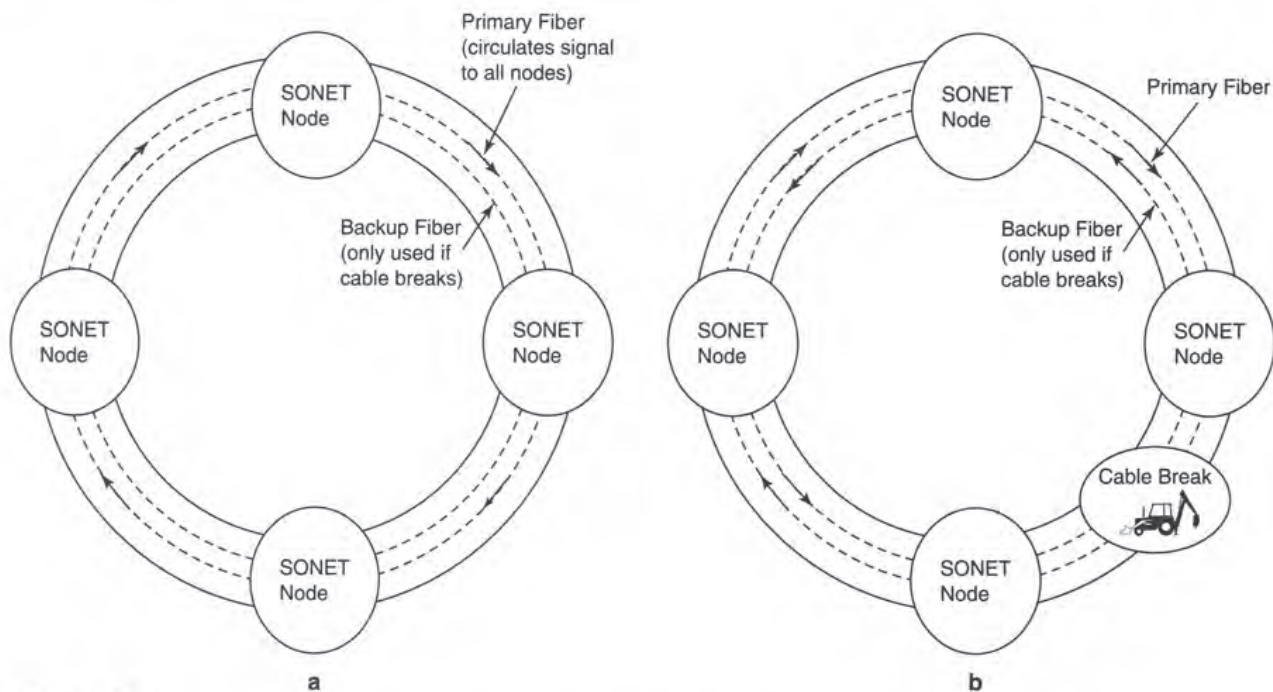 Primary Fiber
(circulates signal
to all nodes)
SONET
Node
Backup Fiber
(only used if
cable breaks)
SONET
Node
SONET
Node
SONET
Node
a
SONET
Node
Primary Fiber
Backup Fiber
(only used if
cable breaks)
SONET
Node
SONET
Node
Cable Break
SONET
Node
b